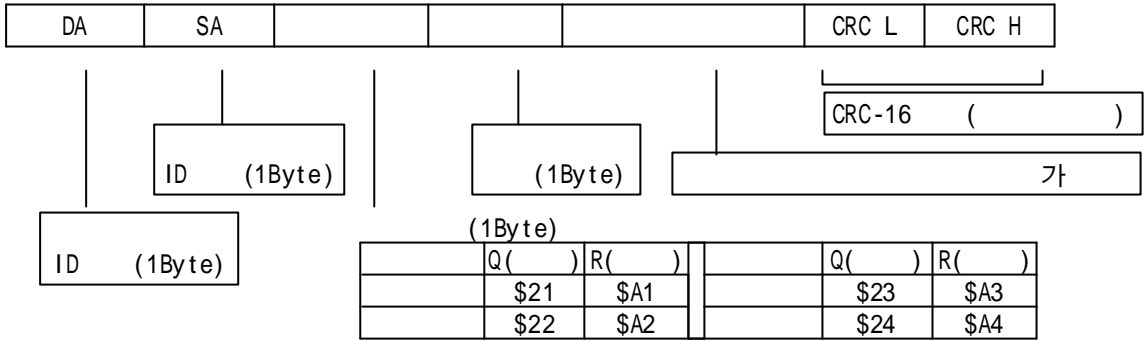 DA SA CRC L CRC H
CRC-16 ( )
ID (1Byte) (1Byte) 가
ID (1Byte)
(1Byte)
Q( ) R( ) Q( ) R( )
$21 $A1 $23 $A3
$22 $A2 $24 $A4